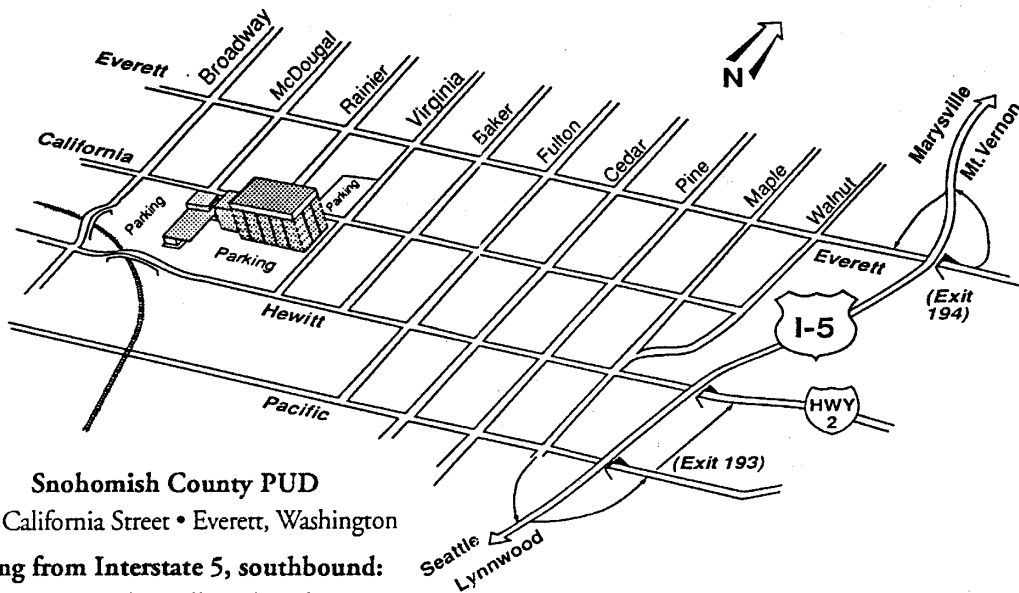 Everett
Broadway
McDougal
Rainier
Virginia
Baker
Fulton
Cedar
Pine
Maple
Walnut
N
Marysville
Mt. Vernon
California
Parking
Parking
Parking
Everett
(Exit
194)
I-5
Hewitt
HWY
2
Pacific
(Exit 193)
Seattle
Lynnwood
Snohomish County PUD
California Street • Everett, Washington
ng from Interstate 5, southbound: